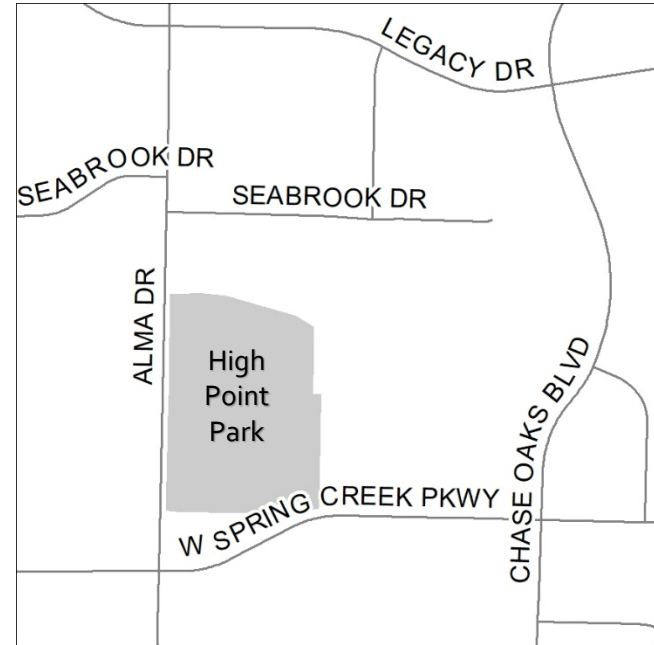 LEGACY DR
SEABROOK DR
SEABROOK DR
ALMA DR
High
Point
Park
CHASE OAKS BLVD
W SPRING CREEK PKWY